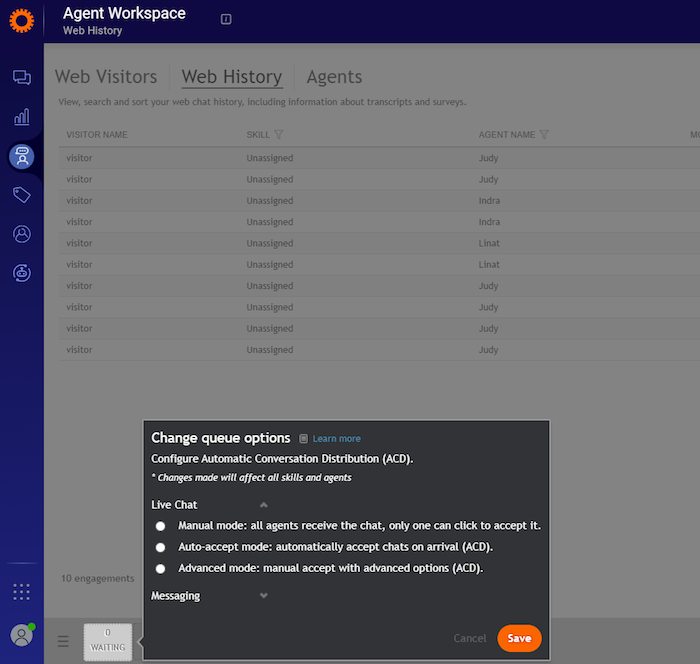 Agent Workspace
Web History
Web Visitors Web History Agents
View, search and sort your web chat history, including information about transcripts and surveys.
VISITOR NAME SKILL AGENT NAME MO
visitor Unassigned Judy
visitor Unassigned Judy
visitor Unassigned Indra
visitor Unassigned Indra
visitor Unassigned Linat
visitor Unassigned Linat
visitor Unassigned Judy
visitor Unassigned Judy
visitor Unassigned Judy
visitor Unassigned Judy
Change queue options Learn more
Configure Automatic Conversation Distribution (ACD).
* Changes made will affect all skills and agents
Live Chat
Manual mode: all agents receive the chat, only one can click to accept it.
Auto-accept mode: automatically accept chats on arrival (ACD).
Advanced mode: manual accept with advanced options (ACD).
10 engagements
Messaging
0
WAITING
Cancel Save